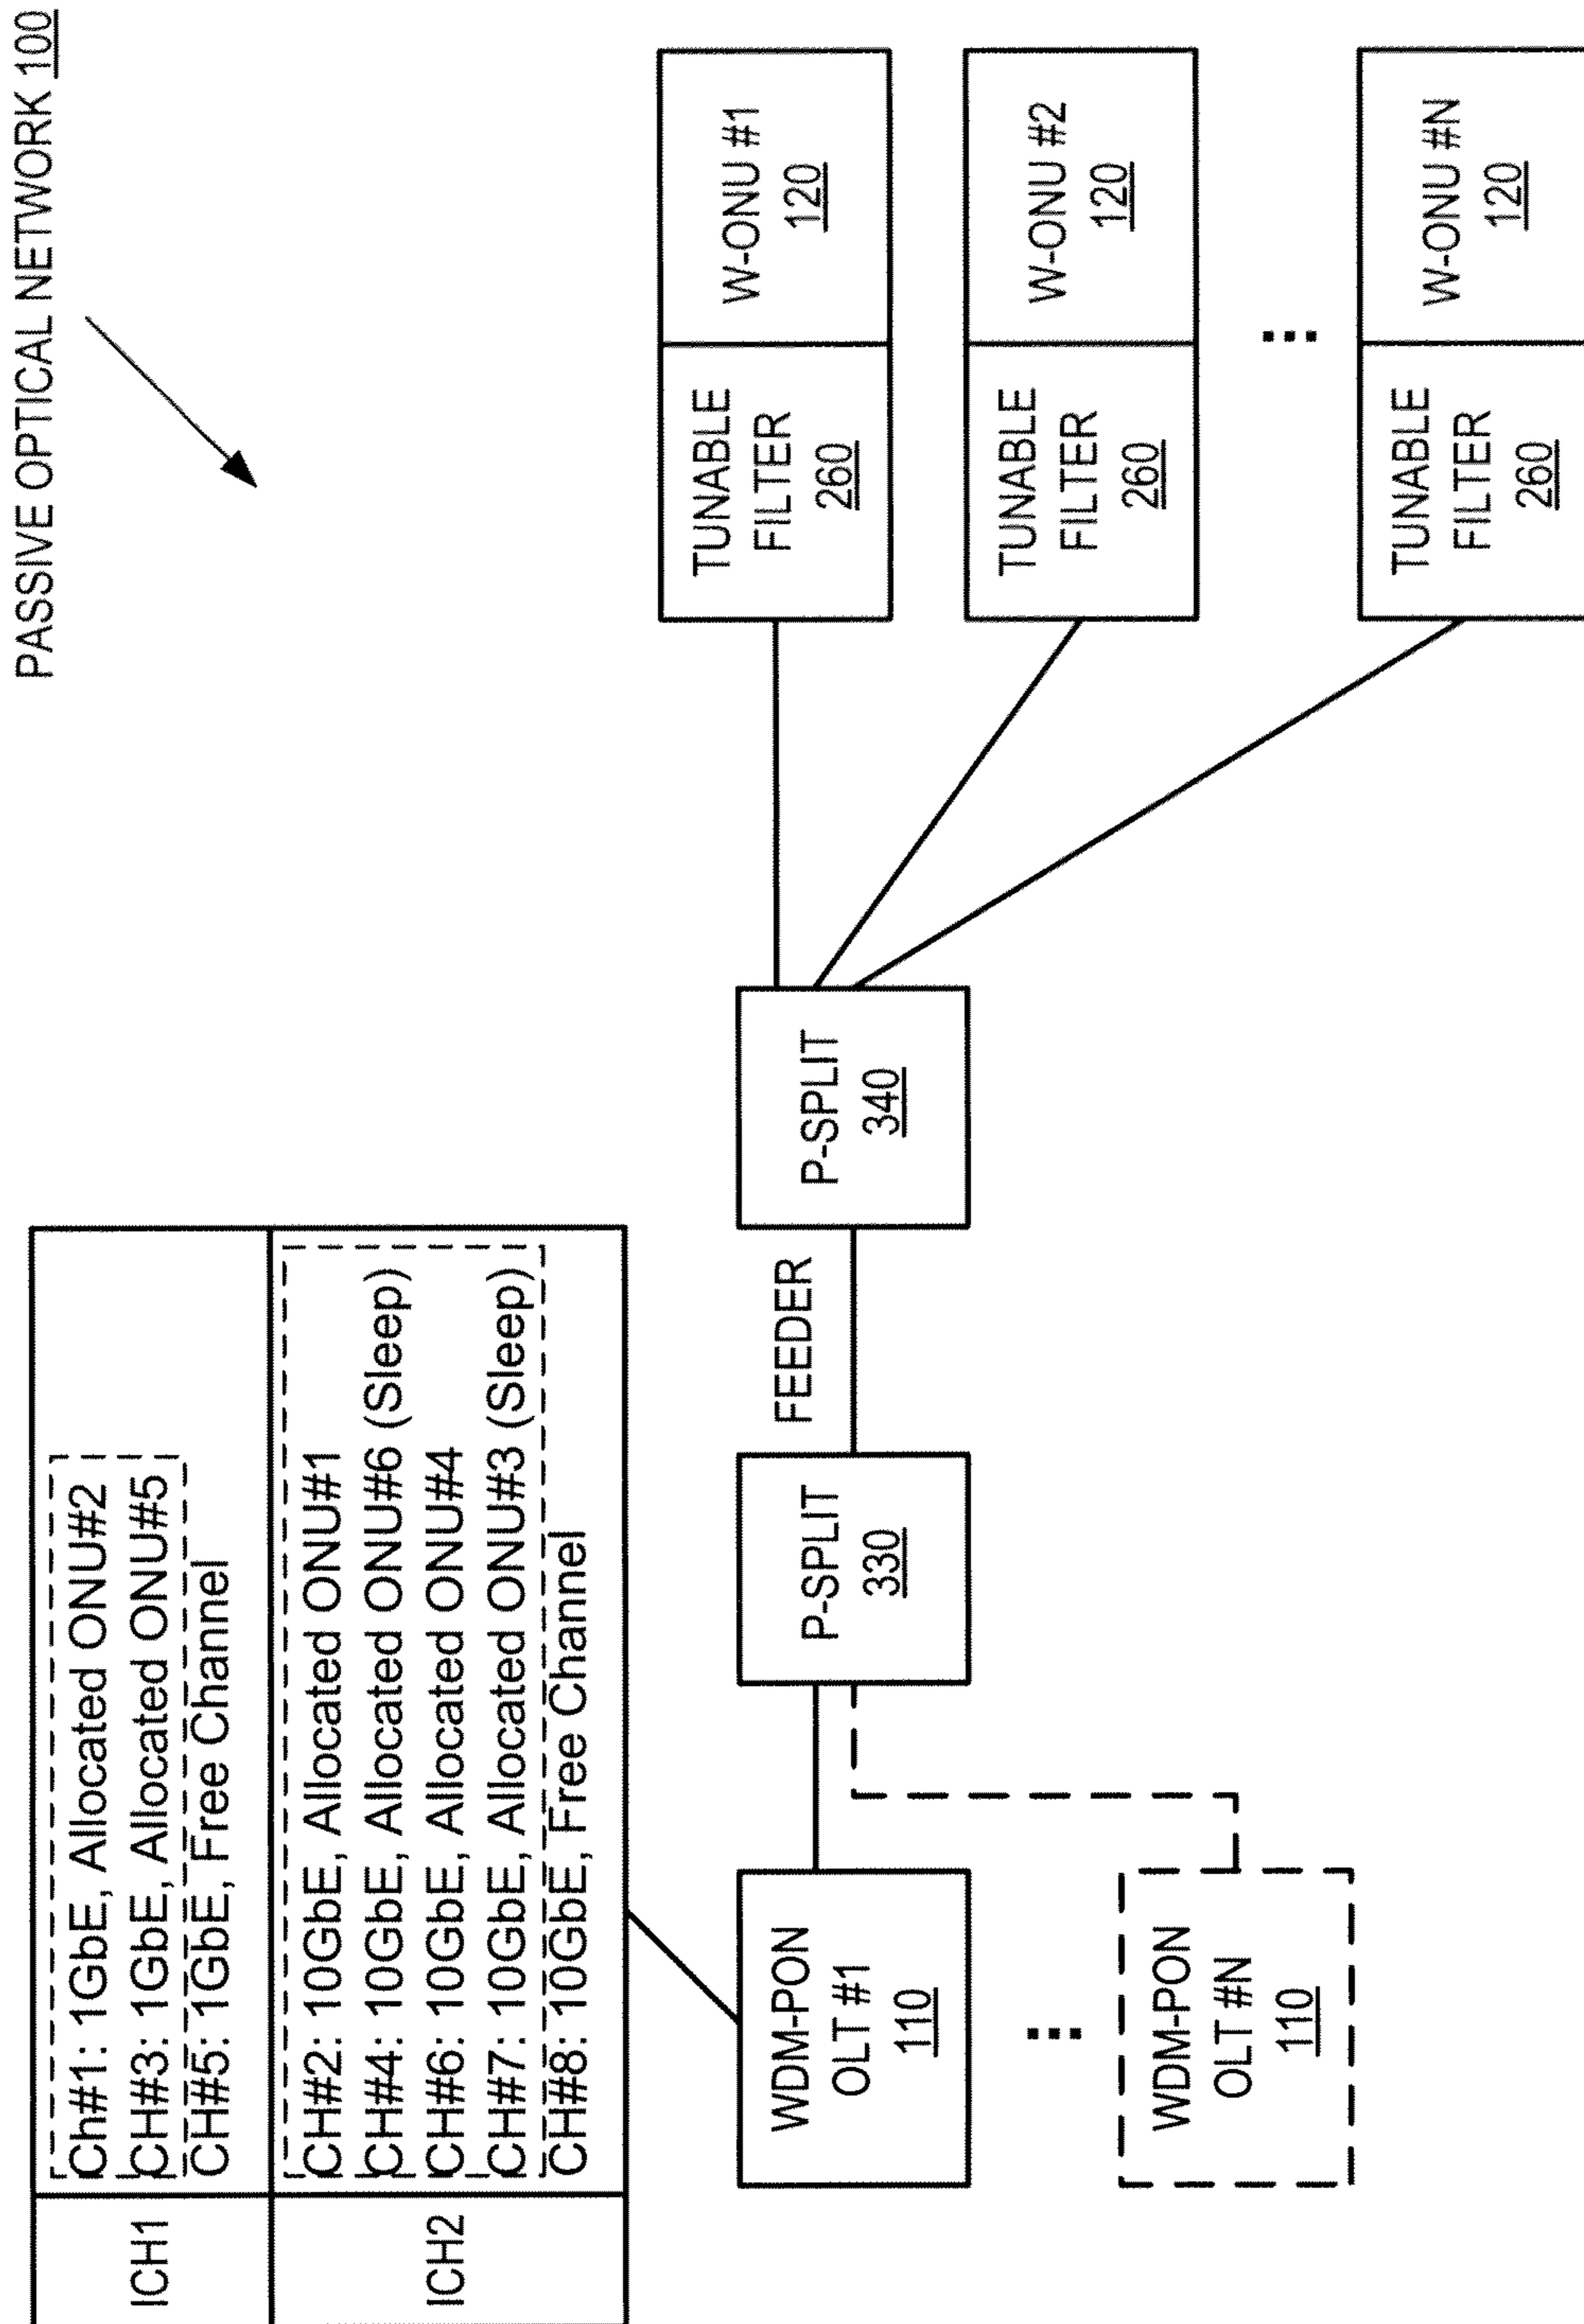 PASSIVE OPTICAL NETWORK 100
ICH1
Ch#1: 1GbE, Allocated ONU#2
CH#3: 1GbE, Allocated ONU#5
CH#5: 1GbE, Free Channel
ICH2
CH#2: 10GbE, Allocated ONU#1
CH#4: 10GbE, Allocated ONU#6 (Sleep)
CH#6: 10GbE, Allocated ONU#4
CH#7: 10GbE, Allocated ONU#3 (Sleep)
CH#8: 10GbE, Free Channel
WDM-PON
OLT #1
110
WDM-PON
OLT #N
110
P-SPLIT
330
FEEDER
P-SPLIT
340
TUNABLE
FILTER
260
W-ONU #1
120
TUNABLE
FILTER
260
W-ONU #2
120
TUNABLE
FILTER
260
W-ONU #N
120